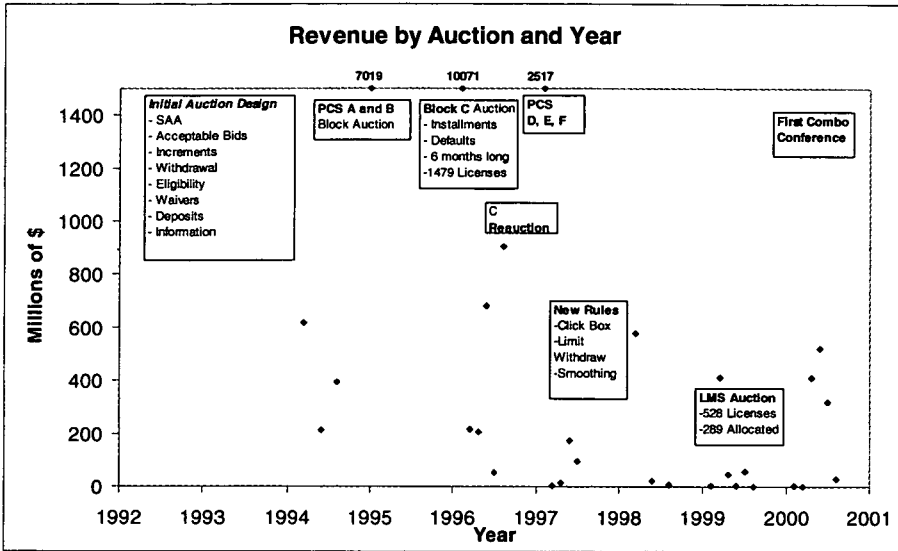 Revenue by Auction and Year
7019
10071
2517
Initial Auction Design
- SAA
- Acceptable Bids
- Increments
- Withdrawal
- Eligibility
- Waivers
- Deposits
- Information
PCS A and B
Block Auction
Block C Auction
- Installments
- Defaults
- 6 months long
-1479 Licenses
PCS
D, E, F
First Combo
Conference
C
Reauction
New Rules
-Click Box
-Limit
Withdraw
-Smoothing
LMS Auction
-528 Licenses
-289 Allocated
Millions of $
1400
1200
1000
800
600
400
200
0
1992 1993 1994 1995 1996 1997 1998 1999 2000 2001
Year